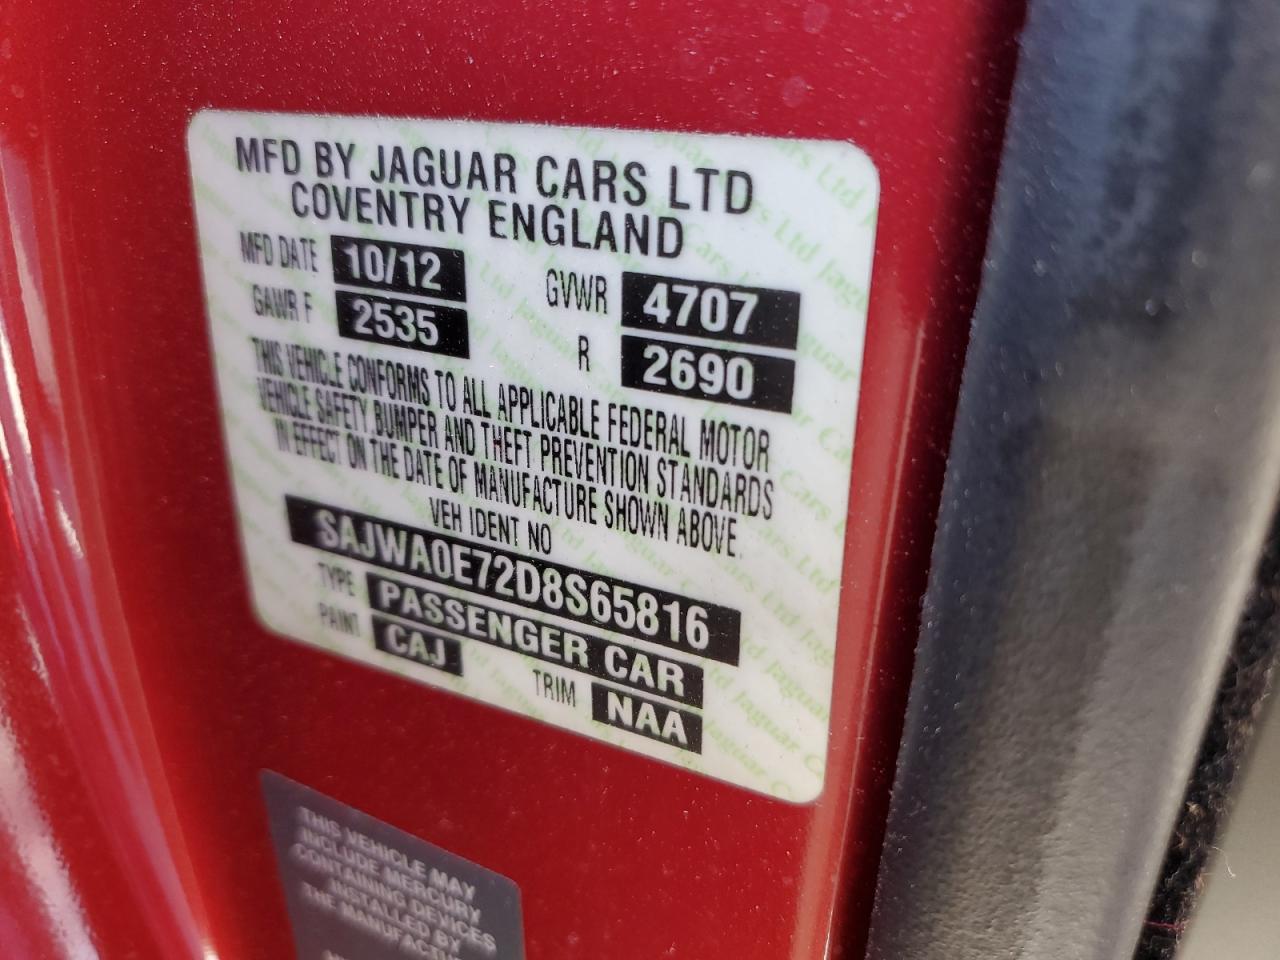 MFD BY JAGUAR CARS LTD
COVENTRY ENGLAND
MFD DATE 10/12 GVWR 4707
GAWR F 2535 R 2690
THIS VEHICLE CONFORMS TO ALL APPLICABLE FEDERAL MOTOR
VEHICLE SAFETY, BUMPER AND THEFT PREVENTION STANDARDS
IN EFFECT ON THE DATE OF MANUFACTURE SHOWN ABOVE.
VEH IDENT NO
SAJWA0E72D8S65816
TYPE PASSENGER CAR
PAINT CAJ TRIM NAA
THIS VEHICLE MAY
INCLUDE MERCURY
CONTAINING DEVICES
INSTALLED BY
THE